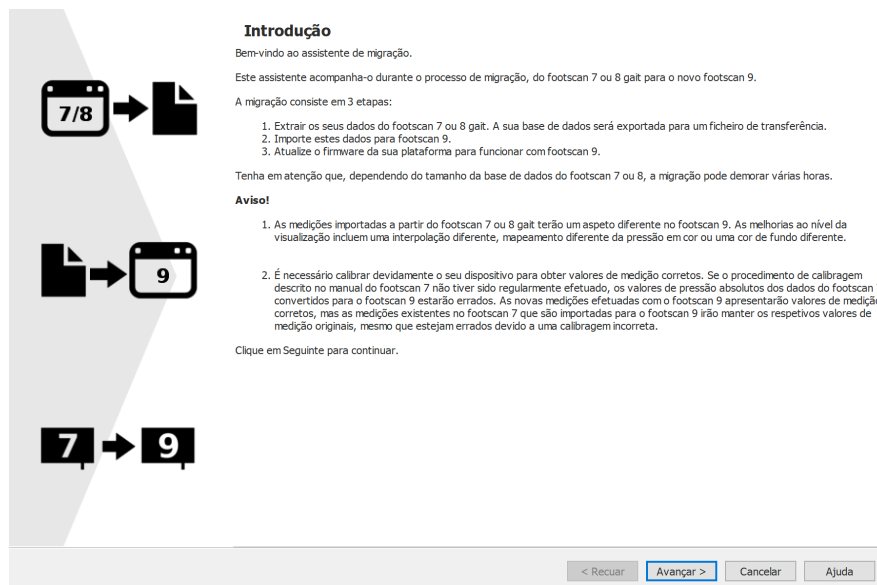 Introdução
Bem-vindo ao assistente de migração.
Este assistente acompanha-o durante o processo de migração, do footscan 7 ou 8 gait para o novo footscan 9.
A migração consiste em 3 etapas:
7/8
1. Extrair os seus dados do footscan 7 ou 8 gait. A sua base de dados será exportada para um ficheiro de transferência.
2. Importe estes dados para footscan 9.
3. Atualize o firmware da sua plataforma para funcionar com footscan 9.
Tenha em atenção que, dependendo do tamanho da base de dados do footscan 7 ou 8, a migração pode demorar várias horas.
Aviso!
1. As medições importadas a partir do footscan 7 ou 8 gait terão um aspeto diferente no footscan 9. As melhorias ao nível da
visualização incluem uma interpolação diferente, mapeamento diferente da pressão em cor ou uma cor de fundo diferente.
9
2. É necessário calibrar devidamente o seu dispositivo para obter valores de medição corretos. Se o procedimento de calibragem
descrito no manual do footscan 7 não tiver sido regularmente efetuado, os valores de pressão absolutos dos dados do footscan
convertidos para o footscan 9 estarão errados. As novas medições efetuadas com o footscan 9 apresentarão valores de mediçã
corretos, mas as medições existentes no footscan 7 que são importadas para o footscan 9 irão manter os respetivos valores de
medição originais, mesmo que estejam errados devido a uma calibragem incorreta.
Clique em Seguinte para continuar.
7 9
< Recuar Avançar > Cancelar Ajuda